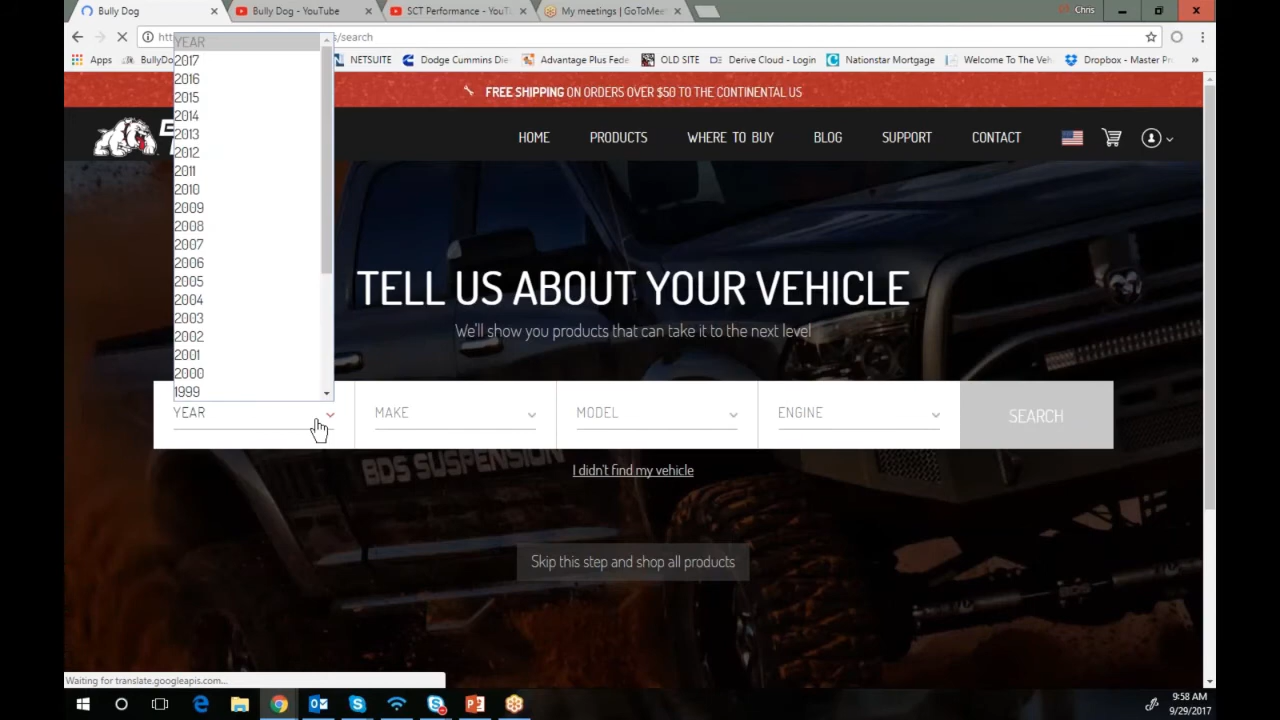 Bully Dog
Bully Dog - YouTube
SCT Performance - YouTu
My meetings | GoToMee
Chris
s/search
Apps
BullyDo
NETSUITE
Dodge Cummins Die
Advantage Plus Fede
OLD SITE
Derive Cloud - Login
Nationstar Mortgage
Welcome To The Veh
Dropbox - Master Pr
»
FREE SHIPPING ON ORDERS OVER $50 TO THE CONTINENTAL US
HOME
PRODUCTS
WHERE TO BUY
BLOG
SUPPORT
CONTACT
YEAR
2017
2016
2015
2014
2013
2012
2011
2010
2009
2008
2007
2006
2005
2004
2003
2002
2001
2000
1999
TELL US ABOUT YOUR VEHICLE
We'll show you products that can take it to the next level
YEAR
MAKE
MODEL
ENGINE
SEARCH
BDS SUSPENSION
I didn't find my vehicle
Skip this step and shop all products
Waiting for translate.googleapis.com...
9:58 AM
9/29/2017